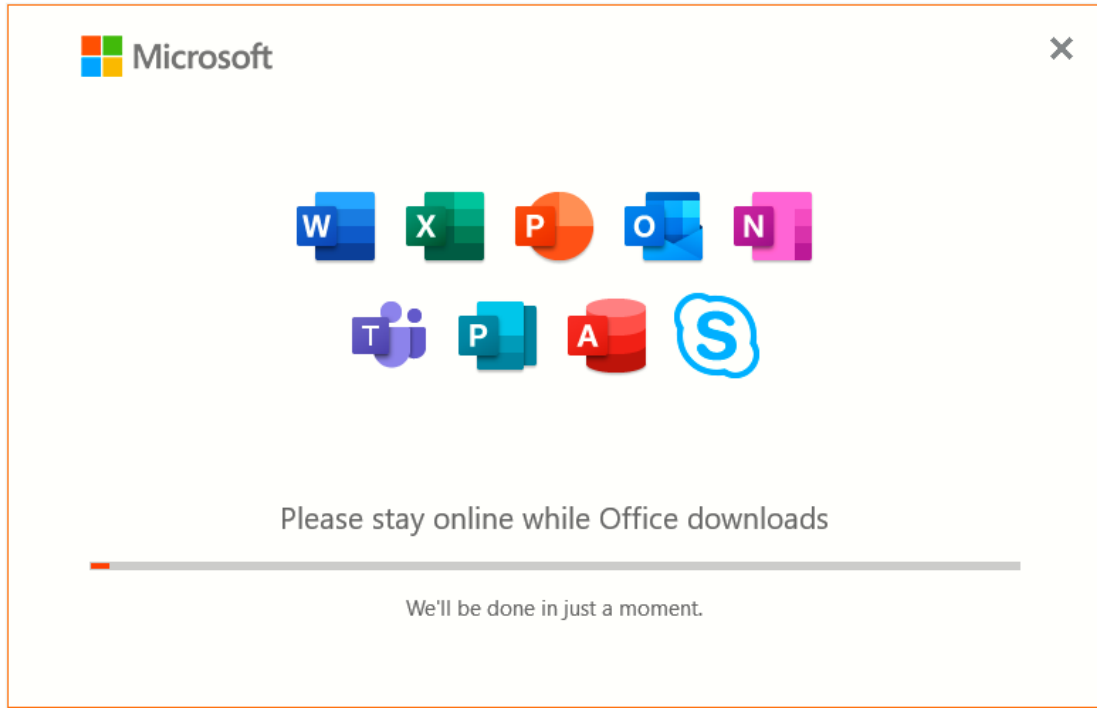 Microsoft
W X P O N
T P A S
Please stay online while Office downloads
We'll be done in just a moment.